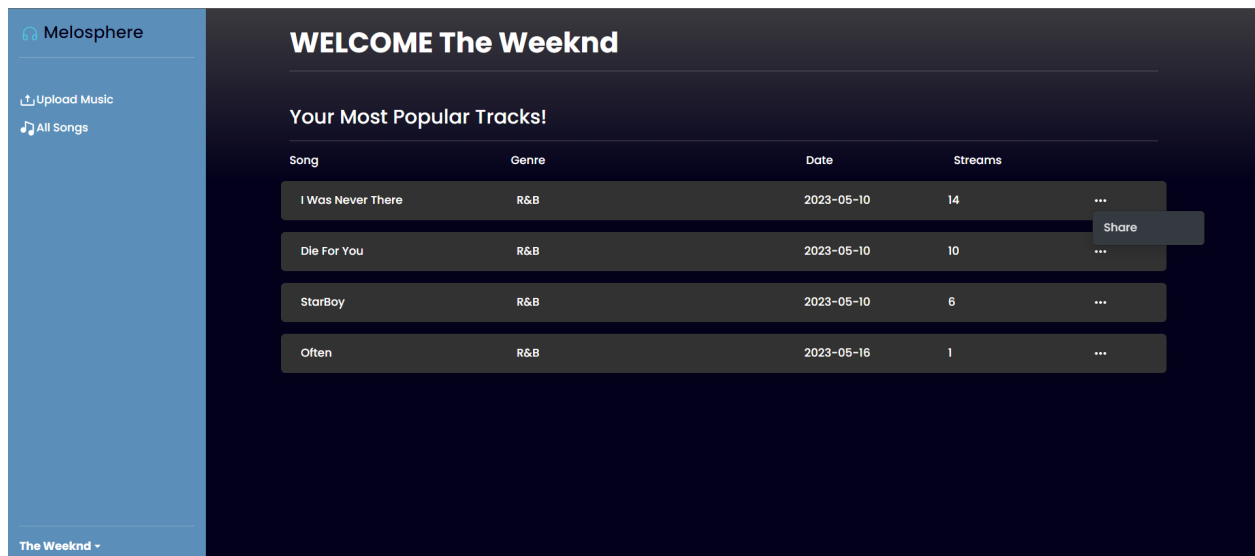 Melosphere
Upload Music
All Songs
The Weeknd
WELCOME The Weeknd
Your Most Popular Tracks!
Song Genre Date Streams
I Was Never There R&B 2023-05-10 14 ...
Share
Die For You R&B 2023-05-10 10 ...
StarBoy R&B 2023-05-10 6 ...
Often R&B 2023-05-16 1 ...